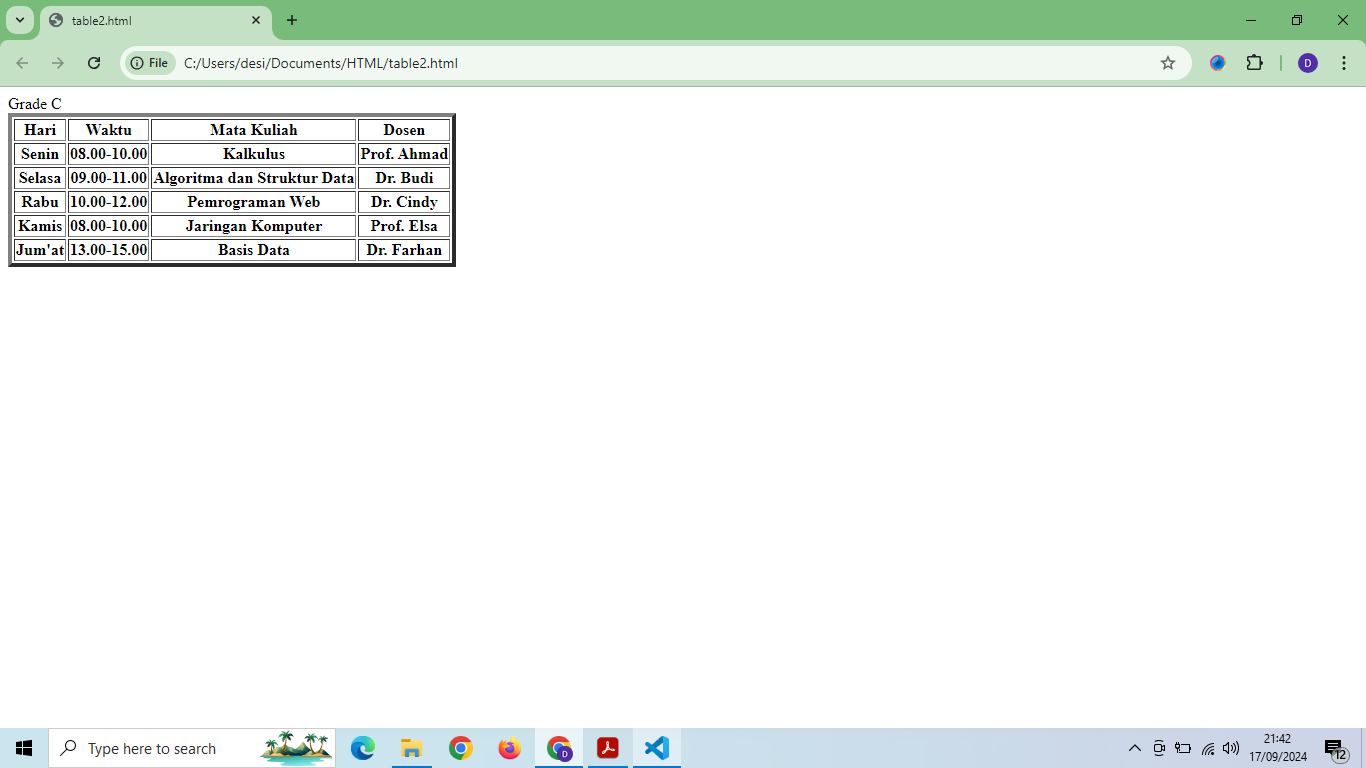 table2.html
File
C:/Users/desi/Documents/HTML/table2.html
D
Grade C
Hari Waktu Mata Kuliah Dosen
Senin 08.00-10.00 Kalkulus Prof. Ahmad
Selasa 09.00-11.00 Algoritma dan Struktur Data Dr. Budi
Rabu 10.00-12.00 Pemrograman Web Dr. Cindy
Kamis 08.00-10.00 Jaringan Komputer Prof. Elsa
Jum'at 13.00-15.00 Basis Data Dr. Farhan
Type here to search
D
21:42
17/09/2024
12